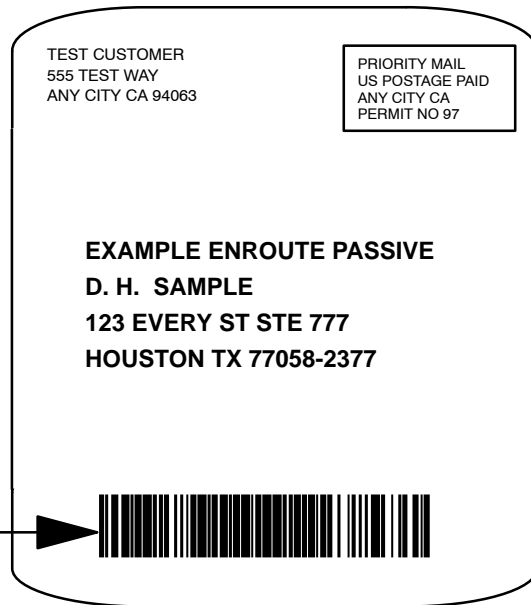 TEST CUSTOMER
555 TEST WAY
ANY CITY CA 94063
PRIORITY MAIL
US POSTAGE PAID
ANY CITY CA
PERMIT NO 97
EXAMPLE ENROUTE PASSIVE
D. H. SAMPLE
123 EVERY ST STE 777
HOUSTON TX 77058-2377